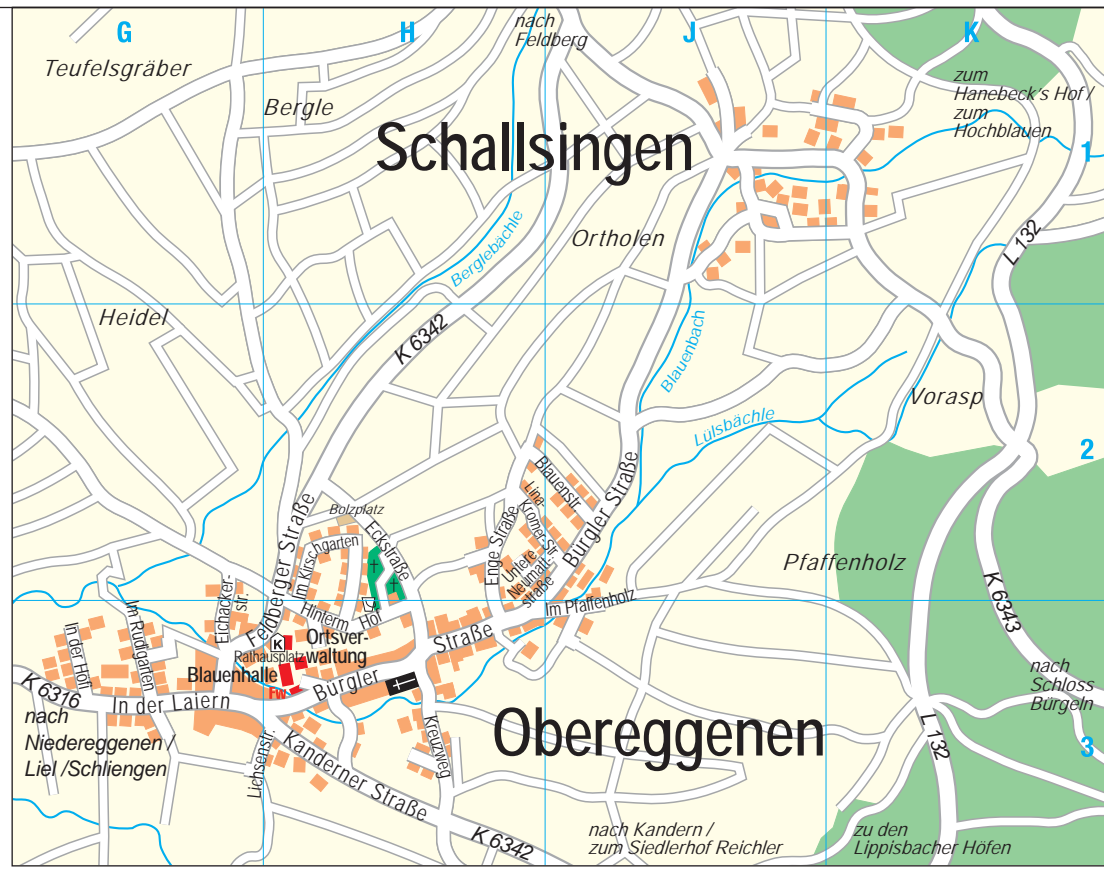 G
H
J
K
1
2
3
Teufelsgräber
Bergle
nach
Feldberg
Schallsingen
zum
Hanebeck's Hof /
zum
Hochblauen
Ortholen
Berglebächle
L 132
Heidel
K 6342
Blauenbach
Lülsbächle
Vorasp
Bolzplatz
Eckstraße
Im Kirschgarten
Feldberger Straße
Enge Straße
Blauenstr.
Lina-
Kromer-Str.
Untere
Neumatt-
straße
Bürgler Straße
Pfaffenholz
K 6343
Im Pfaffenholz
Eichacker-
str.
Hinterm
Hof
In der Höfi
Im Rudigarten
K
Rathausplatz
Ortsver-
waltung
Blauenhalle
Fw
Bürgler
Straße
K 6316
In der Laiern
nach
Niedereggenen /
Liel /Schliengen
Lichsenstr.
Kanderner Straße
Kreuzweg
Obereggenen
nach
Schloss
Bürgeln
L 132
K 6342
nach Kandern /
zum Siedlerhof Reichler
zu den
Lippisbacher Höfen